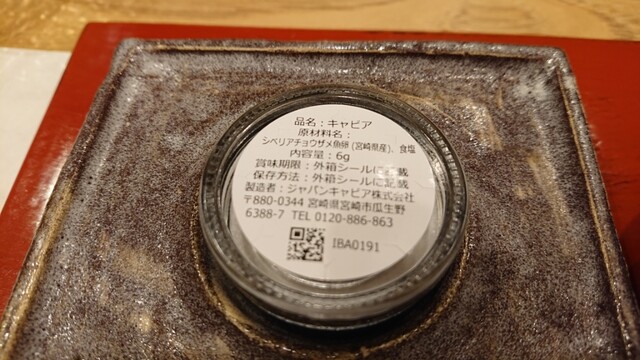 品名：キャビア
原材料名：
シベリアチョウザメ魚卵(宮崎県産)、食塩
内容量：6g
賞味期限：外箱シールに記載
保存方法：外箱シールに記載
製造者：ジャパンキャビア株式会社
〒880-0344 宮崎県宮崎市瓜生野
6388-7 TEL 0120-886-863
IBA0191